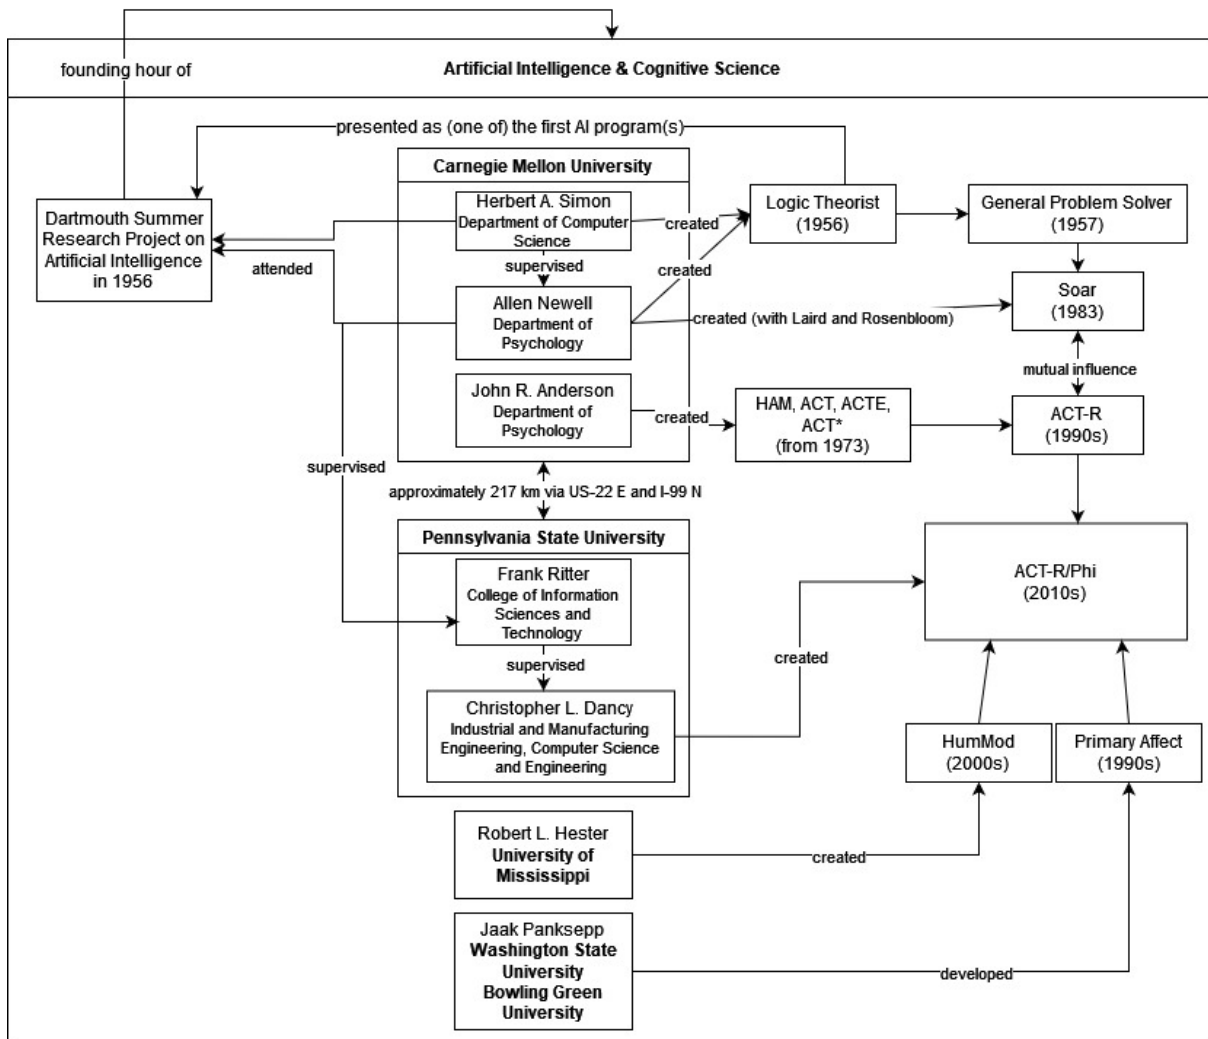 founding hour of
Artificial Intelligence & Cognitive Science
presented as (one of) the first AI program(s)
Carnegie Mellon University
Herbert A. Simon
Department of Computer
Science
supervised
Allen Newell
Department of
Psychology
John R. Anderson
Department of
Psychology
Dartmouth Summer
Research Project on
Artificial Intelligence
in 1956
attended
created
created
Logic Theorist
(1956)
General Problem Solver
(1957)
created (with Laird and Rosenbloom)
Soar
(1983)
mutual influence
created
HAM, ACT, ACTE,
ACT*
(from 1973)
ACT-R
(1990s)
supervised
approximately 217 km via US-22 E and I-99 N
Pennsylvania State University
Frank Ritter
College of Information
Sciences and
Technology
supervised
Christopher L. Dancy
Industrial and Manufacturing
Engineering, Computer Science
and Engineering
created
ACT-R/Phi
(2010s)
HumMod
(2000s)
Primary Affect
(1990s)
Robert L. Hester
University of
Mississippi
created
Jaak Panksepp
Washington State
University
Bowling Green
University
developed